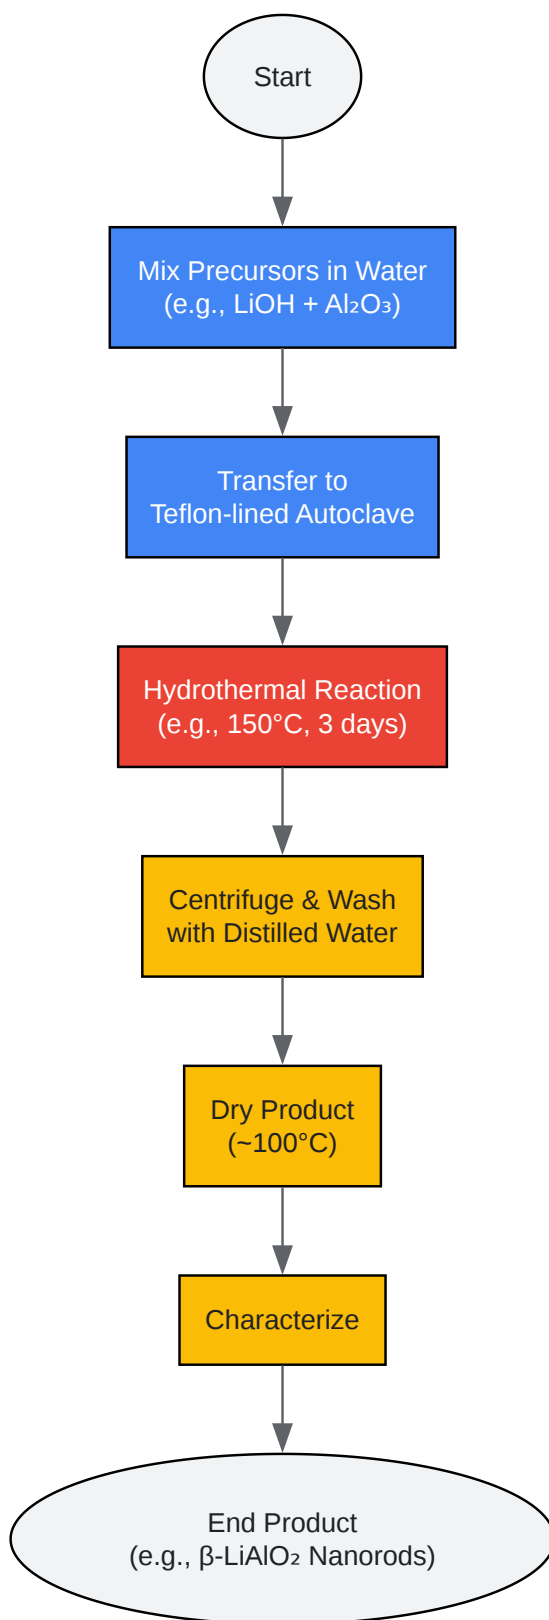 Start
Mix Precursors in Water
(e.g., LiOH + Al₂O₃)
Transfer to
Teflon-lined Autoclave
Hydrothermal Reaction
(e.g., 150°C, 3 days)
Centrifuge & Wash
with Distilled Water
Dry Product
(~100°C)
Characterize
End Product
(e.g., β-LiAlO₂ Nanorods)